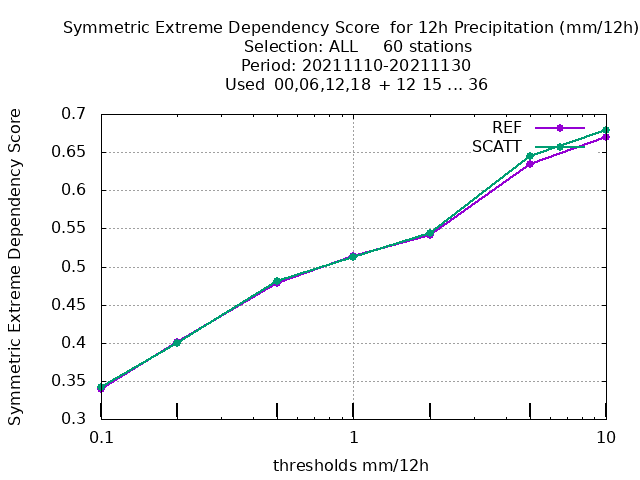 Symmetric Extreme Dependency Score  for 12h Precipitation (mm/12h)
Selection: ALL     60 stations
Period: 20211110-20211130
Used  00,06,12,18  + 12 15 ... 36
Symmetric Extreme Dependency Score
0.7
0.65
0.6
0.55
0.5
0.45
0.4
0.35
0.3
REF
SCATT
0.1
1
10
thresholds mm/12h